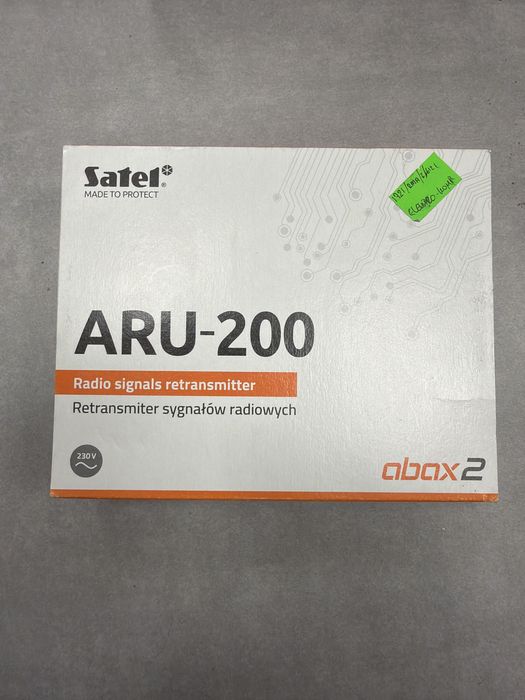 Satel®
MADE TO PROTECT
ARU-200
Radio signals retransmitter
Retransmiter sygnałów radiowych
230 V
abax2